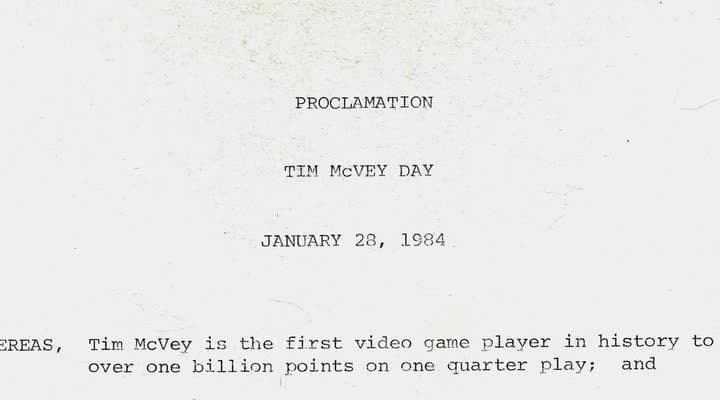 PROCLAMATION
TIM McVEY DAY
JANUARY 28, 1984
EREAS, Tim McVey is the first video game player in history to
over one billion points on one quarter play; and